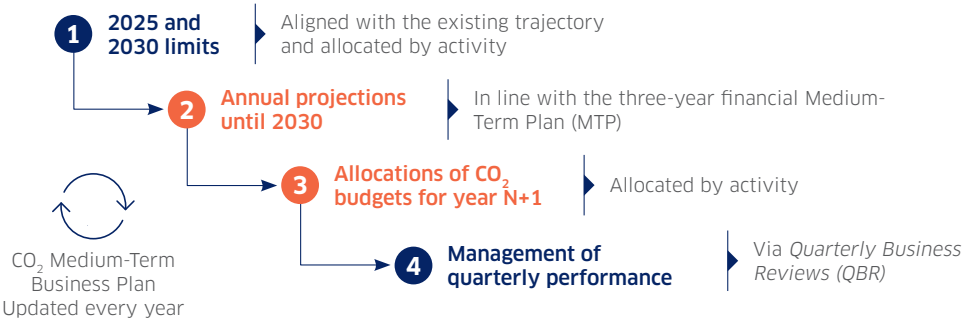 1
2025 and
2030 limits
Aligned with the existing trajectory
and allocated by activity
2
Annual projections
until 2030
In line with the three-year financial Medium-
Term Plan (MTP)
3
Allocations of CO₂
budgets for year N+1
Allocated by activity
4
Management of
quarterly performance
Via Quarterly Business
Reviews (QBR)
CO₂ Medium-Term
Business Plan
Updated every year